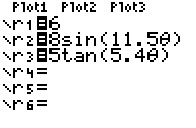 Plot1 Plot2 Plot3
\r1=6
\r2=8sin(11.5θ)
\r3=5tan(5.4θ)
\r4=
\r5=
\r6=